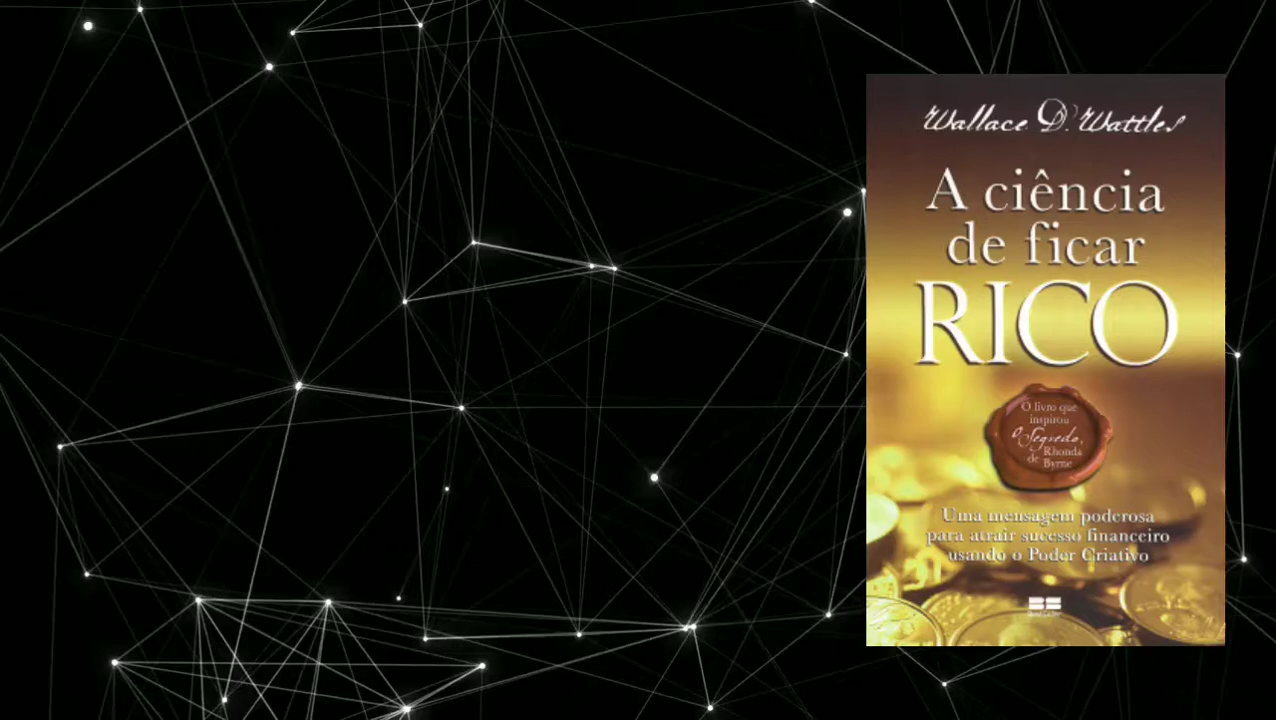 Wallace D. Wattles
A ciência
de ficar
RICO
O livro que
inspirou
O Segredo,
de Rhonda
Byrne
Uma mensagem poderosa
para atrair sucesso financeiro
usando o Poder Criativo